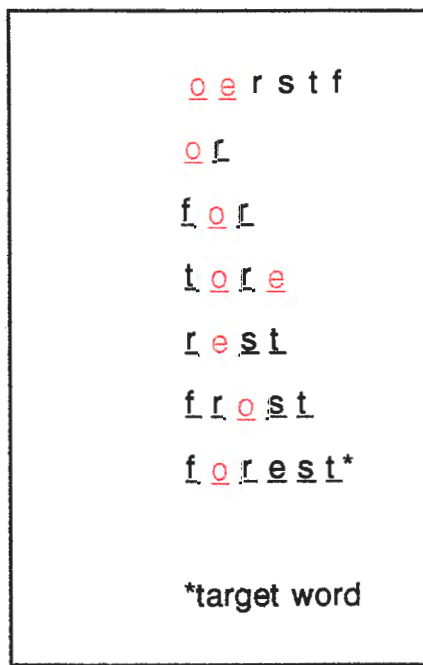 o e r s t f
o r
f o r
t o r e
r e s t
f r o s t
f o r e s t*
*target word